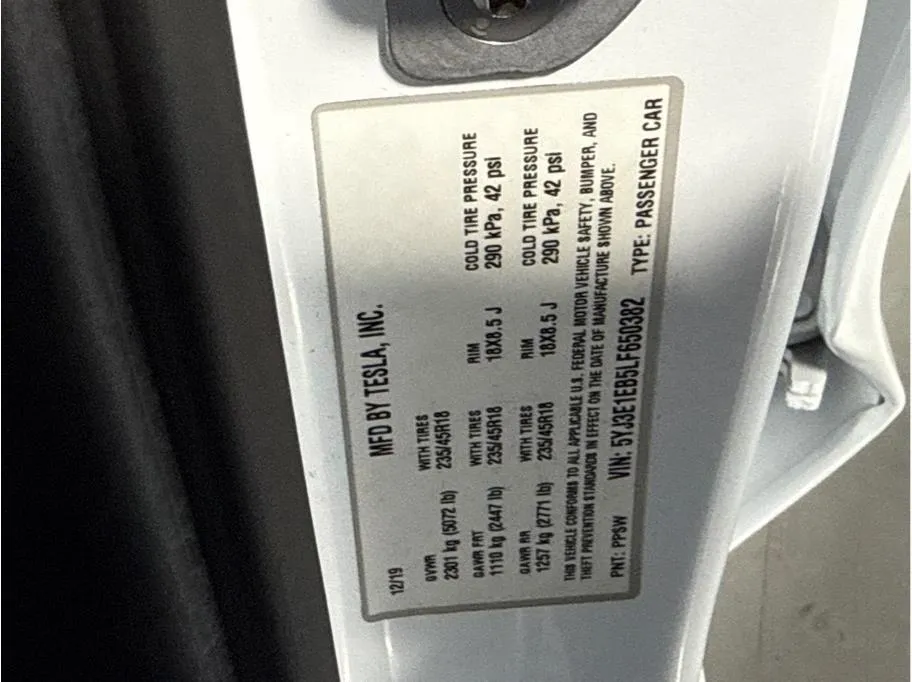 MFD BY TESLA, INC.
12/19
GVWR WITH TIRES
2301 kg (5072 lb) 235/45R18
GAWR FRT WITH TIRES RIM COLD TIRE PRESSURE
1110 kg (2447 lb) 235/45R18 18X8.5 J 290 kPa, 42 psi
GAWR RR WITH TIRES RIM COLD TIRE PRESSURE
1257 kg (2771 lb) 235/45R18 18X8.5 J 290 kPa, 42 psi
THIS VEHICLE CONFORMS TO ALL APPLICABLE U.S. FEDERAL MOTOR VEHICLE SAFETY, BUMPER, AND
THEFT PREVENTION STANDARDS IN EFFECT ON THE DATE OF MANUFACTURE SHOWN ABOVE.
PNT: PPSW VIN: 5YJ3E1EB5LF650382 TYPE: PASSENGER CAR